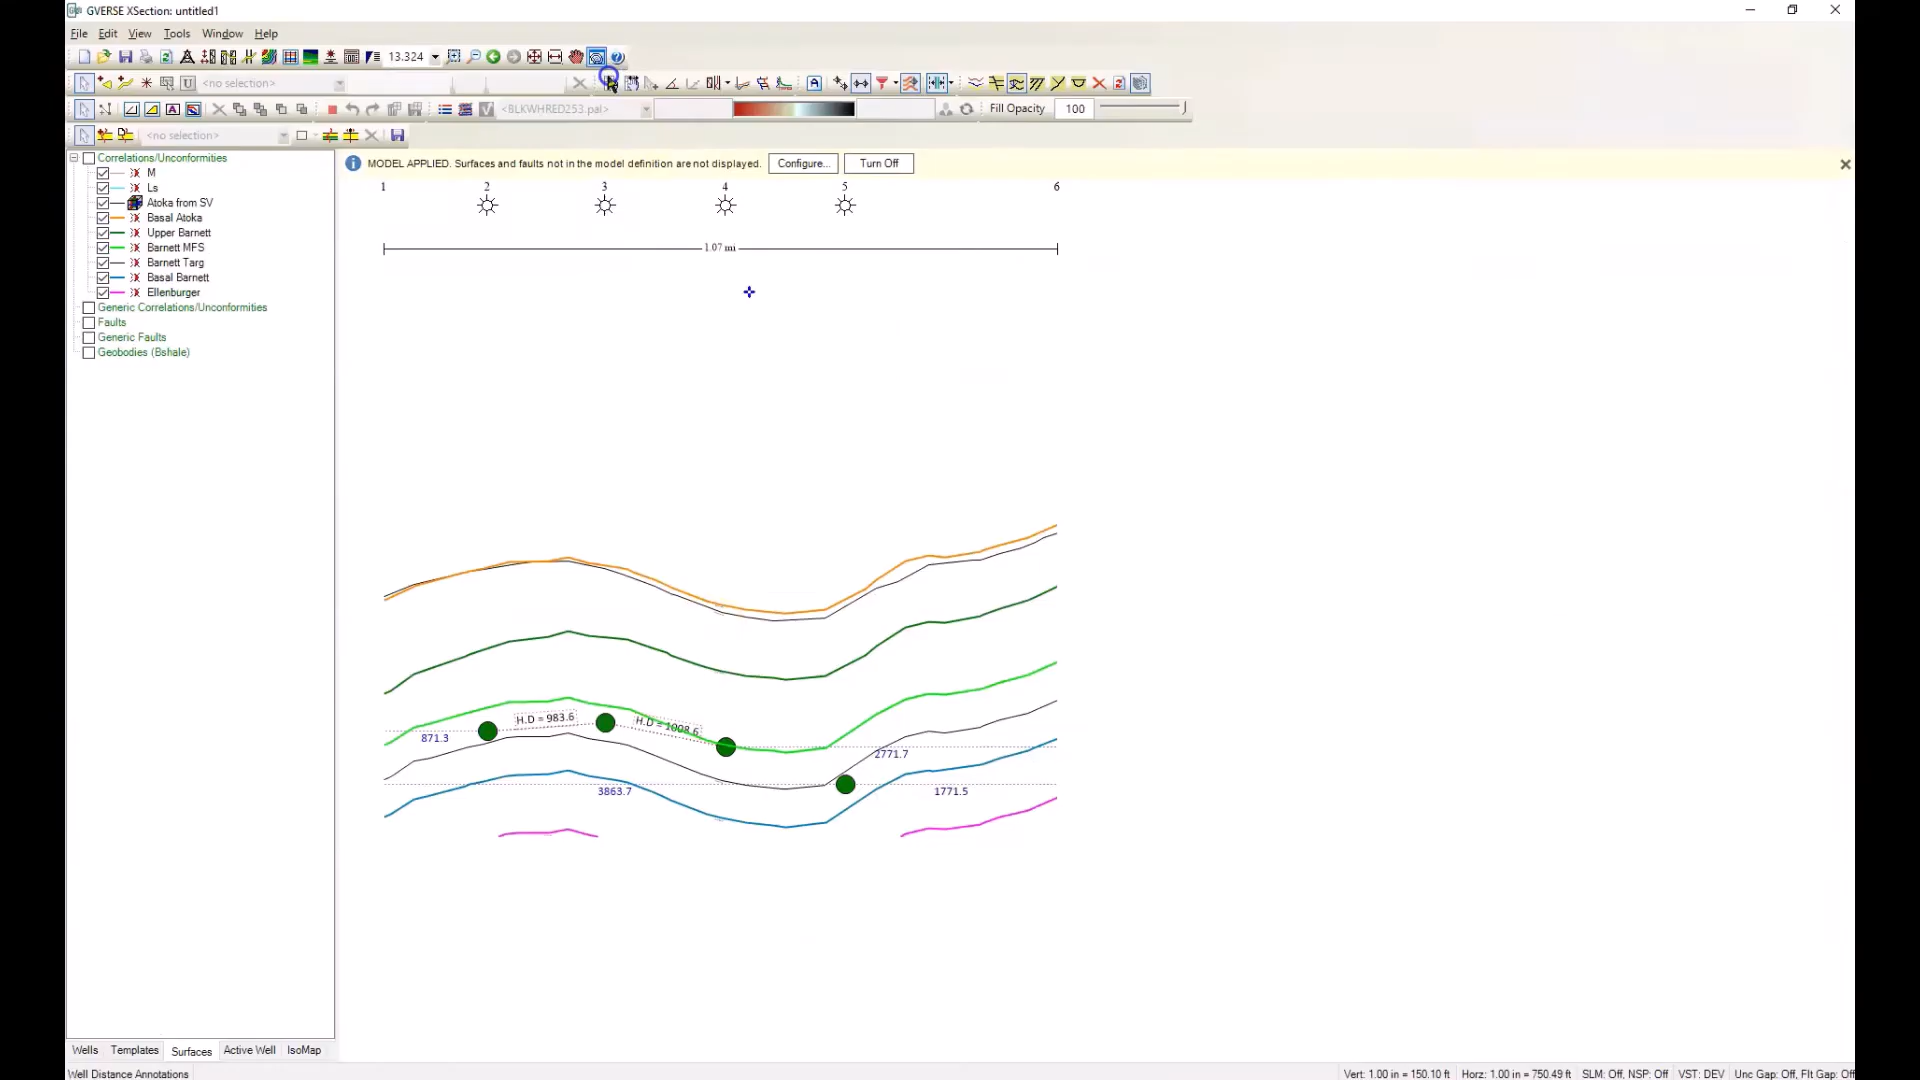 GVERSE XSection: untitled1
File Edit View Tools Window Help
13.324
<no selection>
<BLKWHRED253.pal> Fill Opacity 100
<no selection>
Correlations/Unconformities
M
Ls
Atoka from SV
Basal Atoka
Upper Barnett
Barnett MFS
Barnett Targ
Basal Barnett
Ellenburger
Generic Correlations/Unconformities
Faults
Generic Faults
Geobodies (Bshale)
MODEL APPLIED. Surfaces and faults not in the model definition are not displayed. Configure... Turn Off
1 2 3 4 5 6
1.07 mi
H.D = 983.6 H.D = 1008.6
871.3 2771.7
3863.7 1771.5
Wells Templates Surfaces Active Well IsoMap
Well Distance Annotations Vert: 1.00 in = 150.10 ft Horz: 1.00 in = 750.49 ft SLM: Off, NSP: Off VST: DEV Unc Gap: Off, Flt Gap: Off